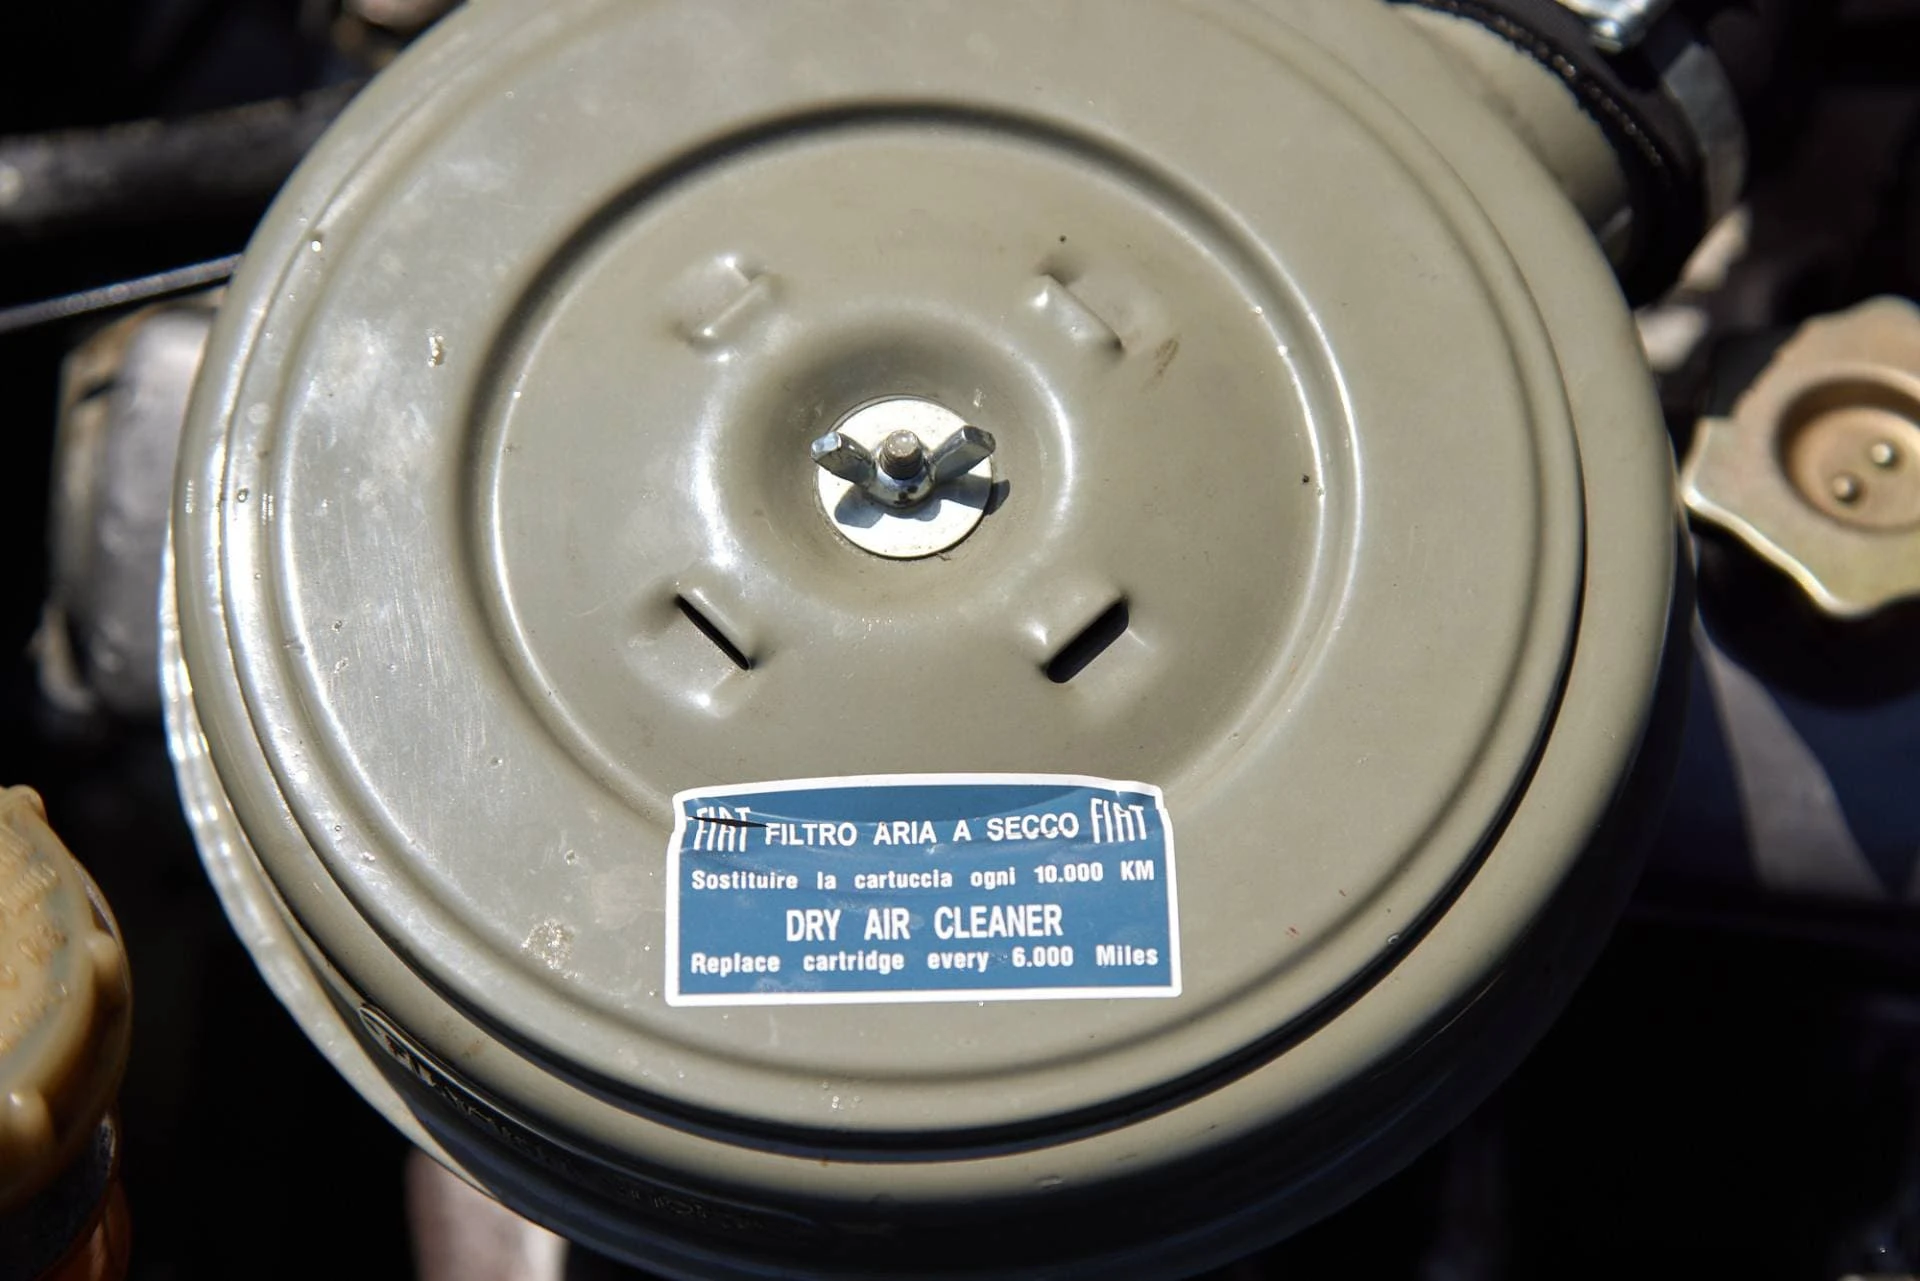 FIAT FILTRO ARIA A SECCO FIAT
Sostituire la cartuccia ogni 10.000 KM
DRY AIR CLEANER
Replace cartridge every 6.000 Miles